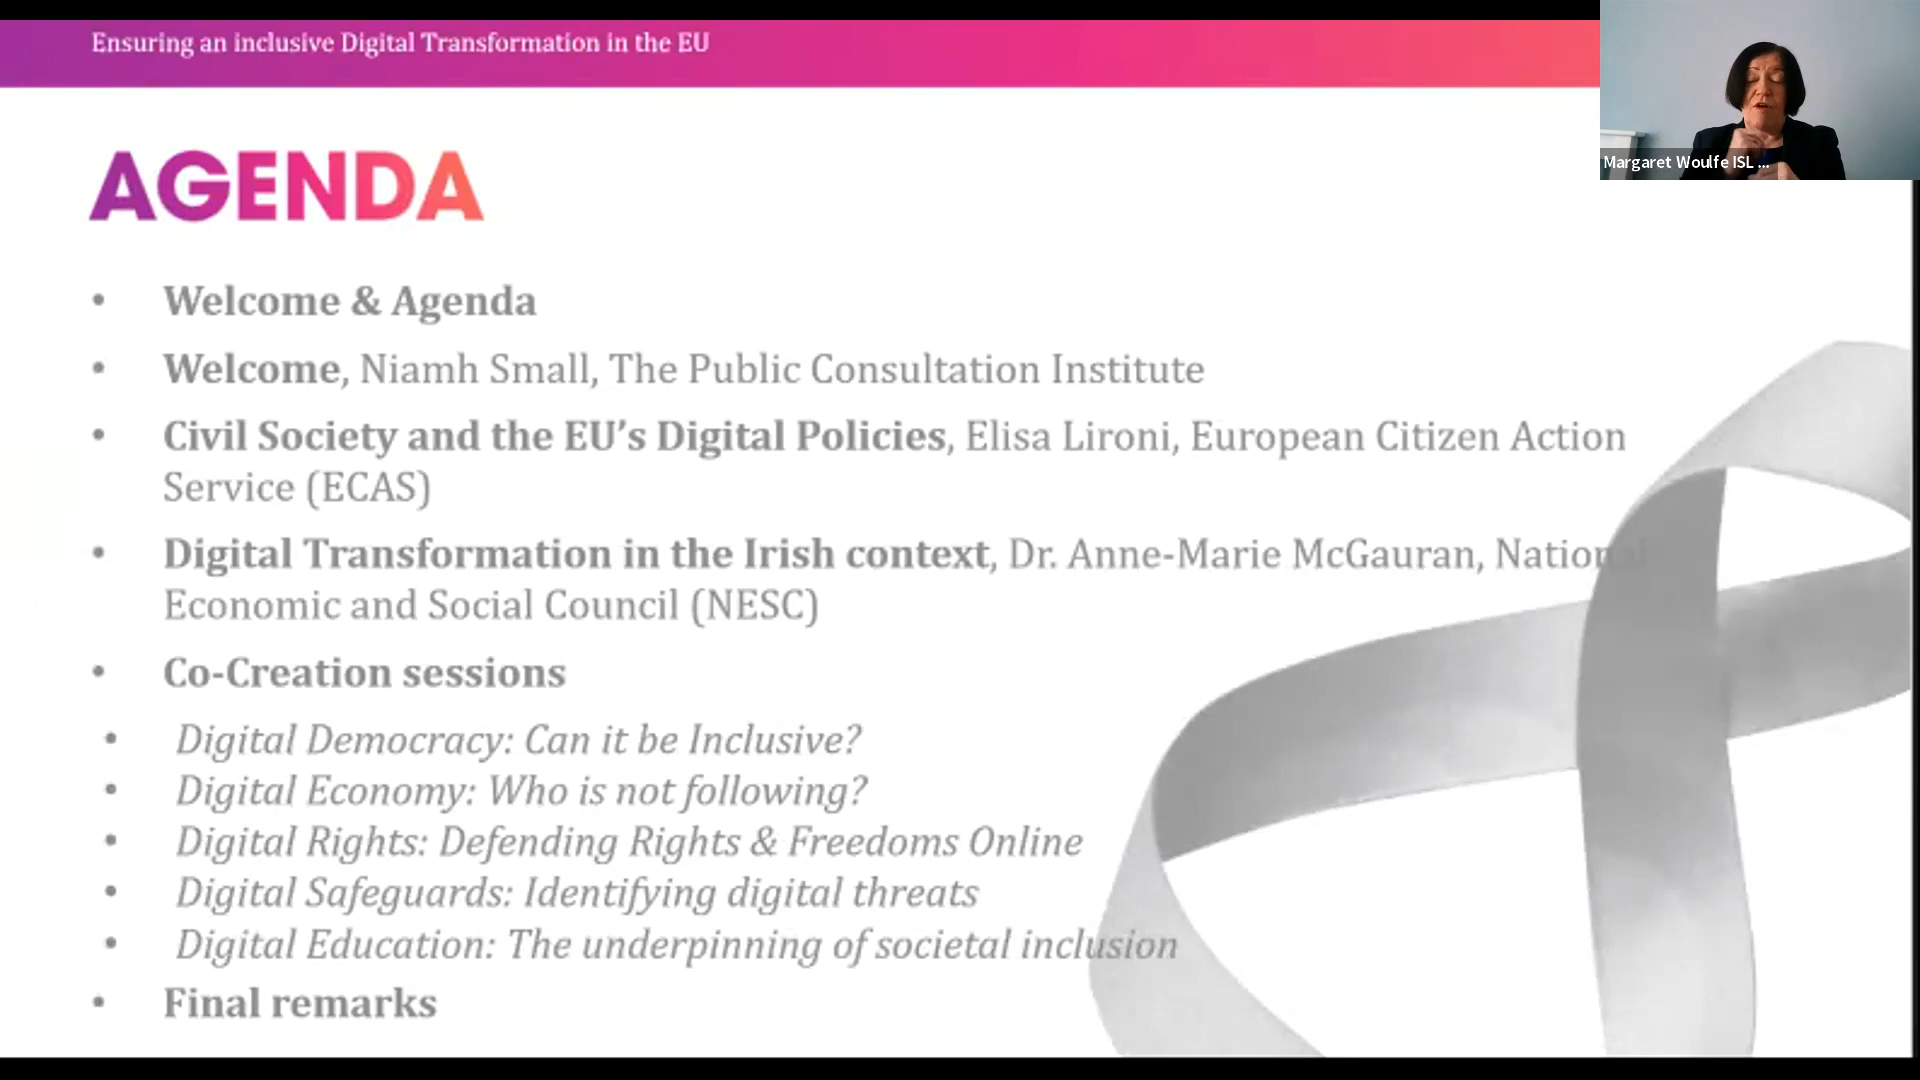 Ensuring an inclusive Digital Transformation in the EU
Margaret Woulfe ISL ...
AGENDA
• Welcome & Agenda
• Welcome, Niamh Small, The Public Consultation Institute
• Civil Society and the EU's Digital Policies, Elisa Lironi, European Citizen Action
Service (ECAS)
• Digital Transformation in the Irish context, Dr. Anne-Marie McGauran, National
Economic and Social Council (NESC)
• Co-Creation sessions
• Digital Democracy: Can it be Inclusive?
• Digital Economy: Who is not following?
• Digital Rights: Defending Rights & Freedoms Online
• Digital Safeguards: Identifying digital threats
• Digital Education: The underpinning of societal inclusion
• Final remarks